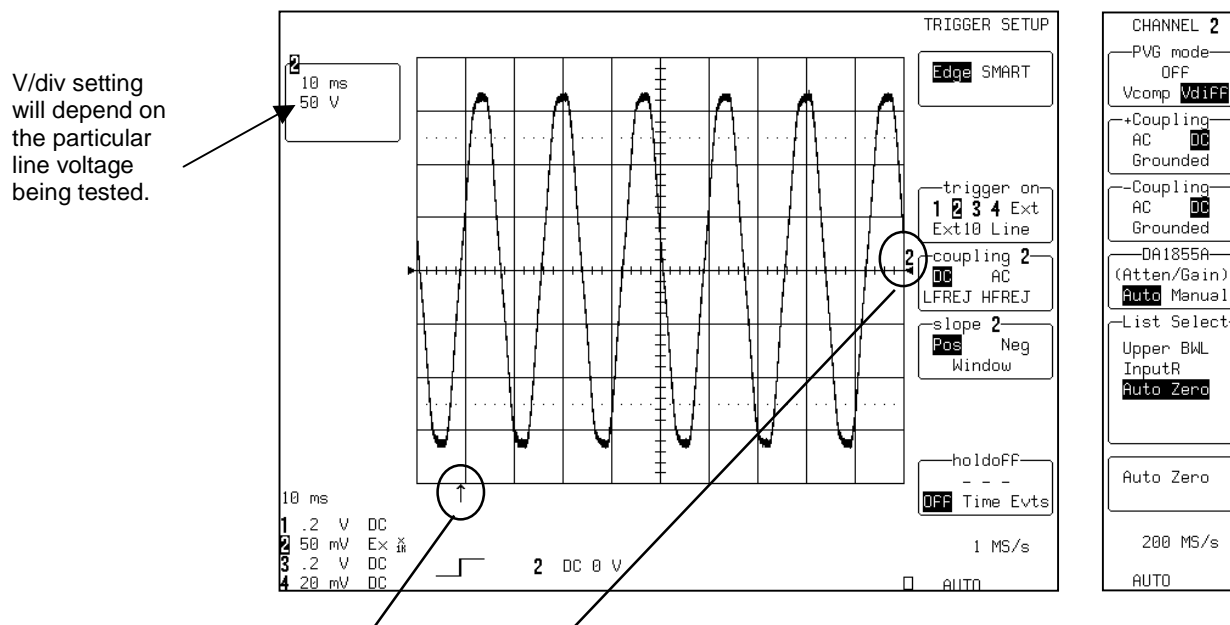 V/div setting
will depend on
the particular
line voltage
being tested.
2
10 ms
50 V
TRIGGER SETUP
Edge SMART
trigger on
1 2 3 4 Ext
Ext10 Line
2
coupling 2
DC AC
LFREJ HFREJ
slope 2
Pos Neg
Window
holdoff
- - -
OFF Time Evts
1 MS/s
AUTO
10 ms
1 .2 V DC
2 50 mV Ex
3 .2 V DC
4 20 mV DC
2 DC 0 V
CHANNEL 2
PVG mode
OFF
Vcomp Vdiff
+Coupling
AC DC
Grounded
-Coupling
AC DC
Grounded
DA1855A
(Atten/Gain)
Auto Manual
List Select
Upper BWL
InputR
Auto Zero
Auto Zero
200 MS/s
AUTO